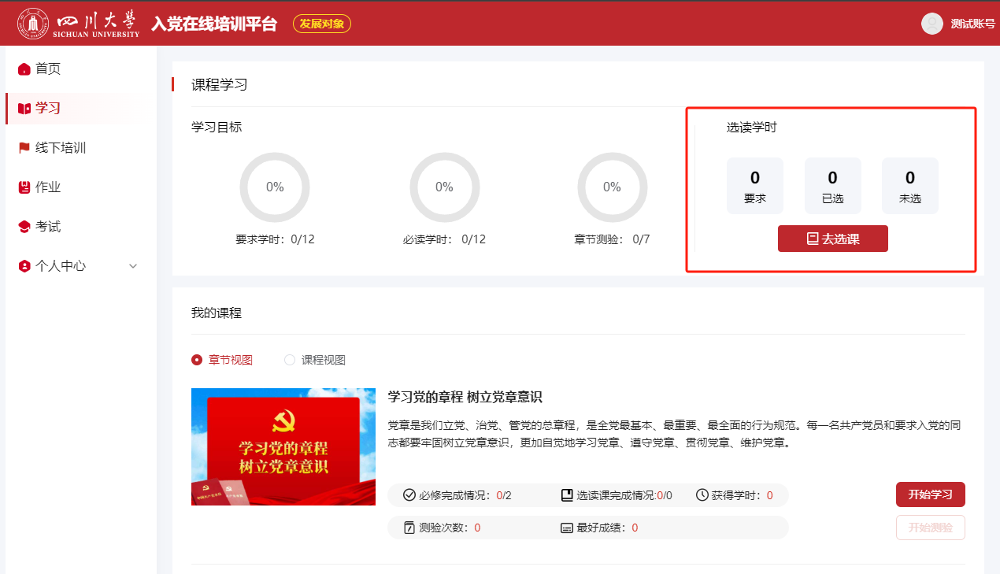 四川大学
SICHUAN UNIVERSITY
入党在线培训平台
发展对象
测试账号
首页
学习
线下培训
作业
考试
个人中心
课程学习
学习目标
0%
0%
0%
要求学时：0/12
必读学时： 0/12
章节测验： 0/7
选读学时
0
要求
0
已选
0
未选
去选课
我的课程
章节视图
课程视图
学习党的章程
树立党章意识
学习党的章程 树立党章意识
党章是我们立党、治党、管党的总章程，是全党最基本、最重要、最全面的行为规范。每一名共产党员和要求入党的同
志都要牢固树立党章意识，更加自觉地学习党章、遵守党章、贯彻党章、维护党章。
必修完成情况：0/2
选读课完成情况:0/0
获得学时：0
测验次数：0
最好成绩：0
开始学习
开始测验